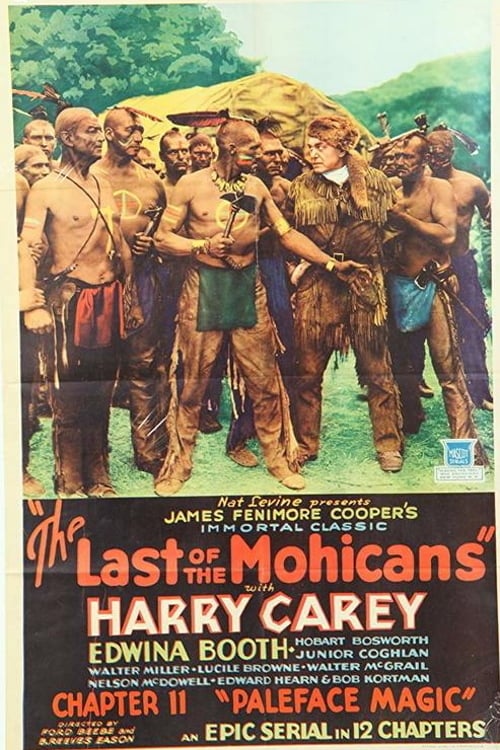 MASCOT
SERIALS
Nat Levine presents
JAMES FENIMORE COOPER'S
IMMORTAL CLASSIC
"The
LAST OF THE MOHICANS"
with
HARRY CAREY
EDWINA BOOTH · HOBART BOSWORTH
JUNIOR COGHLAN
WALTER MILLER · LUCILE BROWNE · WALTER McGRAIL
NELSON McDOWELL · EDWARD HEARN & BOB KORTMAN
CHAPTER 11 "PALEFACE MAGIC"
DIRECTED BY
FORD BEEBE AND
B. REEVES EASON
AN EPIC SERIAL IN 12 CHAPTERS